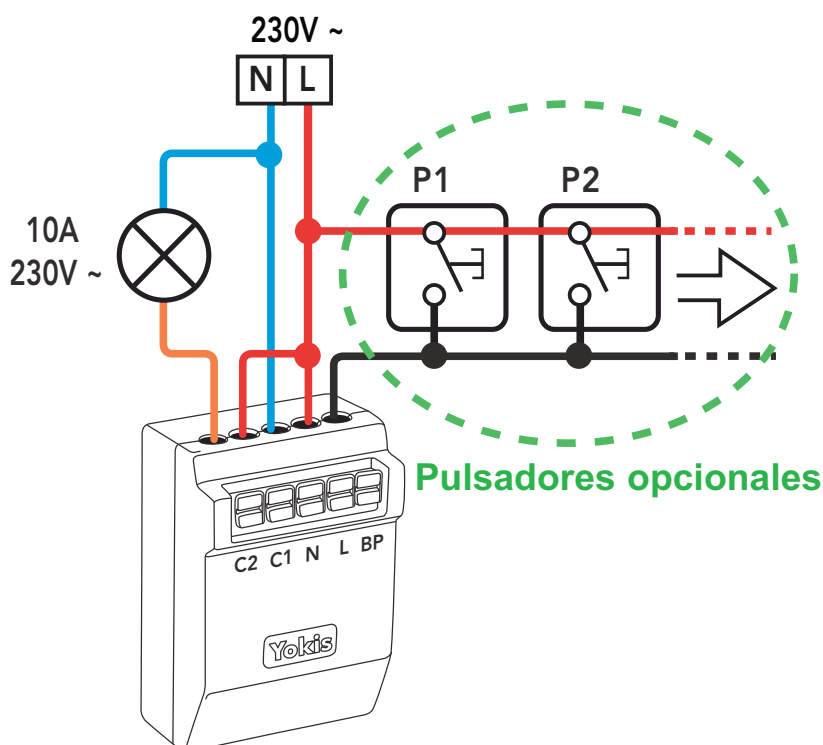 230V ~
N L
P1 P2
10A
230V ~
Pulsadores opcionales
C2 C1 N L BP
Yokis